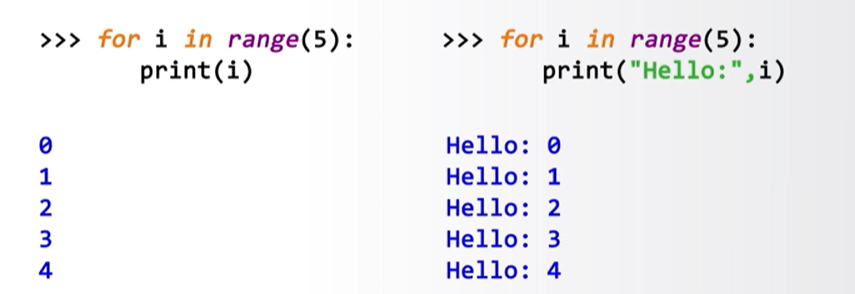 >>> for i in range(5):
print(i)
0
1
2
3
4
>>> for i in range(5):
print("Hello:",i)
Hello: 0
Hello: 1
Hello: 2
Hello: 3
Hello: 4